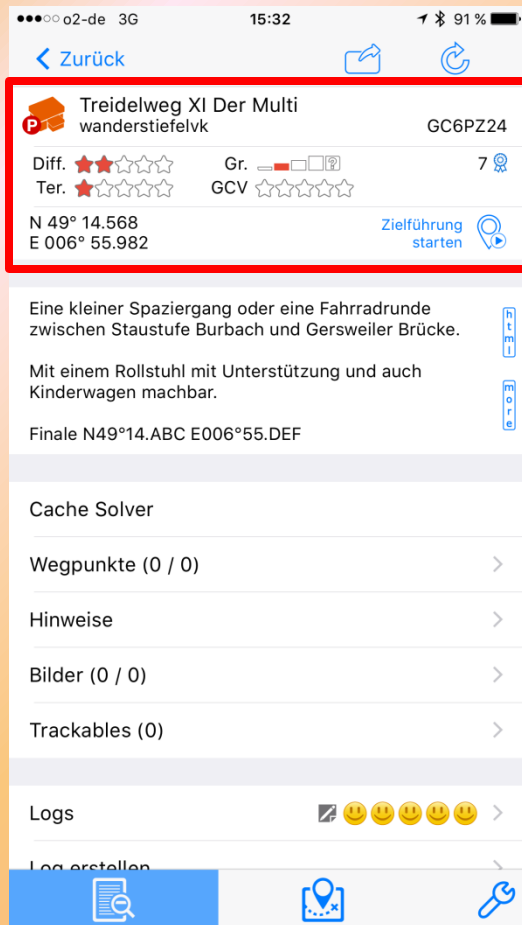 o2-de 3G 15:32 91 %
Zurück
Treidelweg XI Der Multi
P wanderstiefelvk GC6PZ24
Diff. Gr. ? 7
Ter. GCV
N 49° 14.568 Zielführung
E 006° 55.982 starten
Eine kleiner Spaziergang oder eine Fahrradrunde
zwischen Staustufe Burbach und Gersweiler Brücke.
html
Mit einem Rollstuhl mit Unterstützung und auch
Kinderwagen machbar.
more
Finale N49°14.ABC E006°55.DEF
Cache Solver
Wegpunkte (0 / 0)
Hinweise
Bilder (0 / 0)
Trackables (0)
Logs
Log erstellen